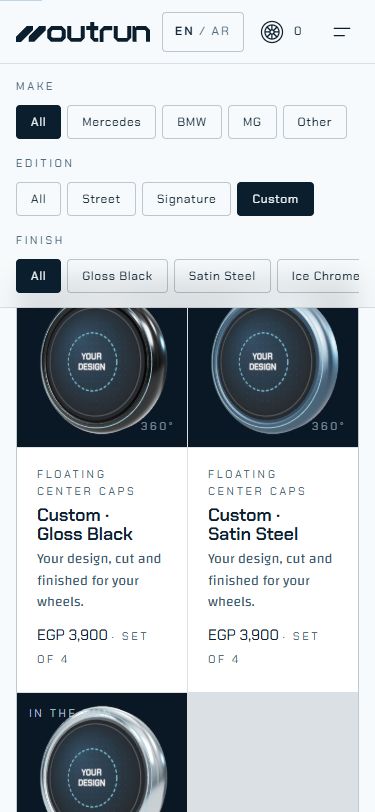 outrun EN / AR 0
MAKE
All Mercedes BMW MG Other
EDITION
All Street Signature Custom
FINISH
All Gloss Black Satin Steel Ice Chrome
YOUR DESIGN
360°
YOUR DESIGN
360°
FLOATING
CENTER CAPS
Custom ·
Gloss Black
Your design, cut and
finished for your
wheels.
EGP 3,900 · SET
OF 4
FLOATING
CENTER CAPS
Custom ·
Satin Steel
Your design, cut and
finished for your
wheels.
EGP 3,900 · SET
OF 4
IN THE
YOUR
DESIGN